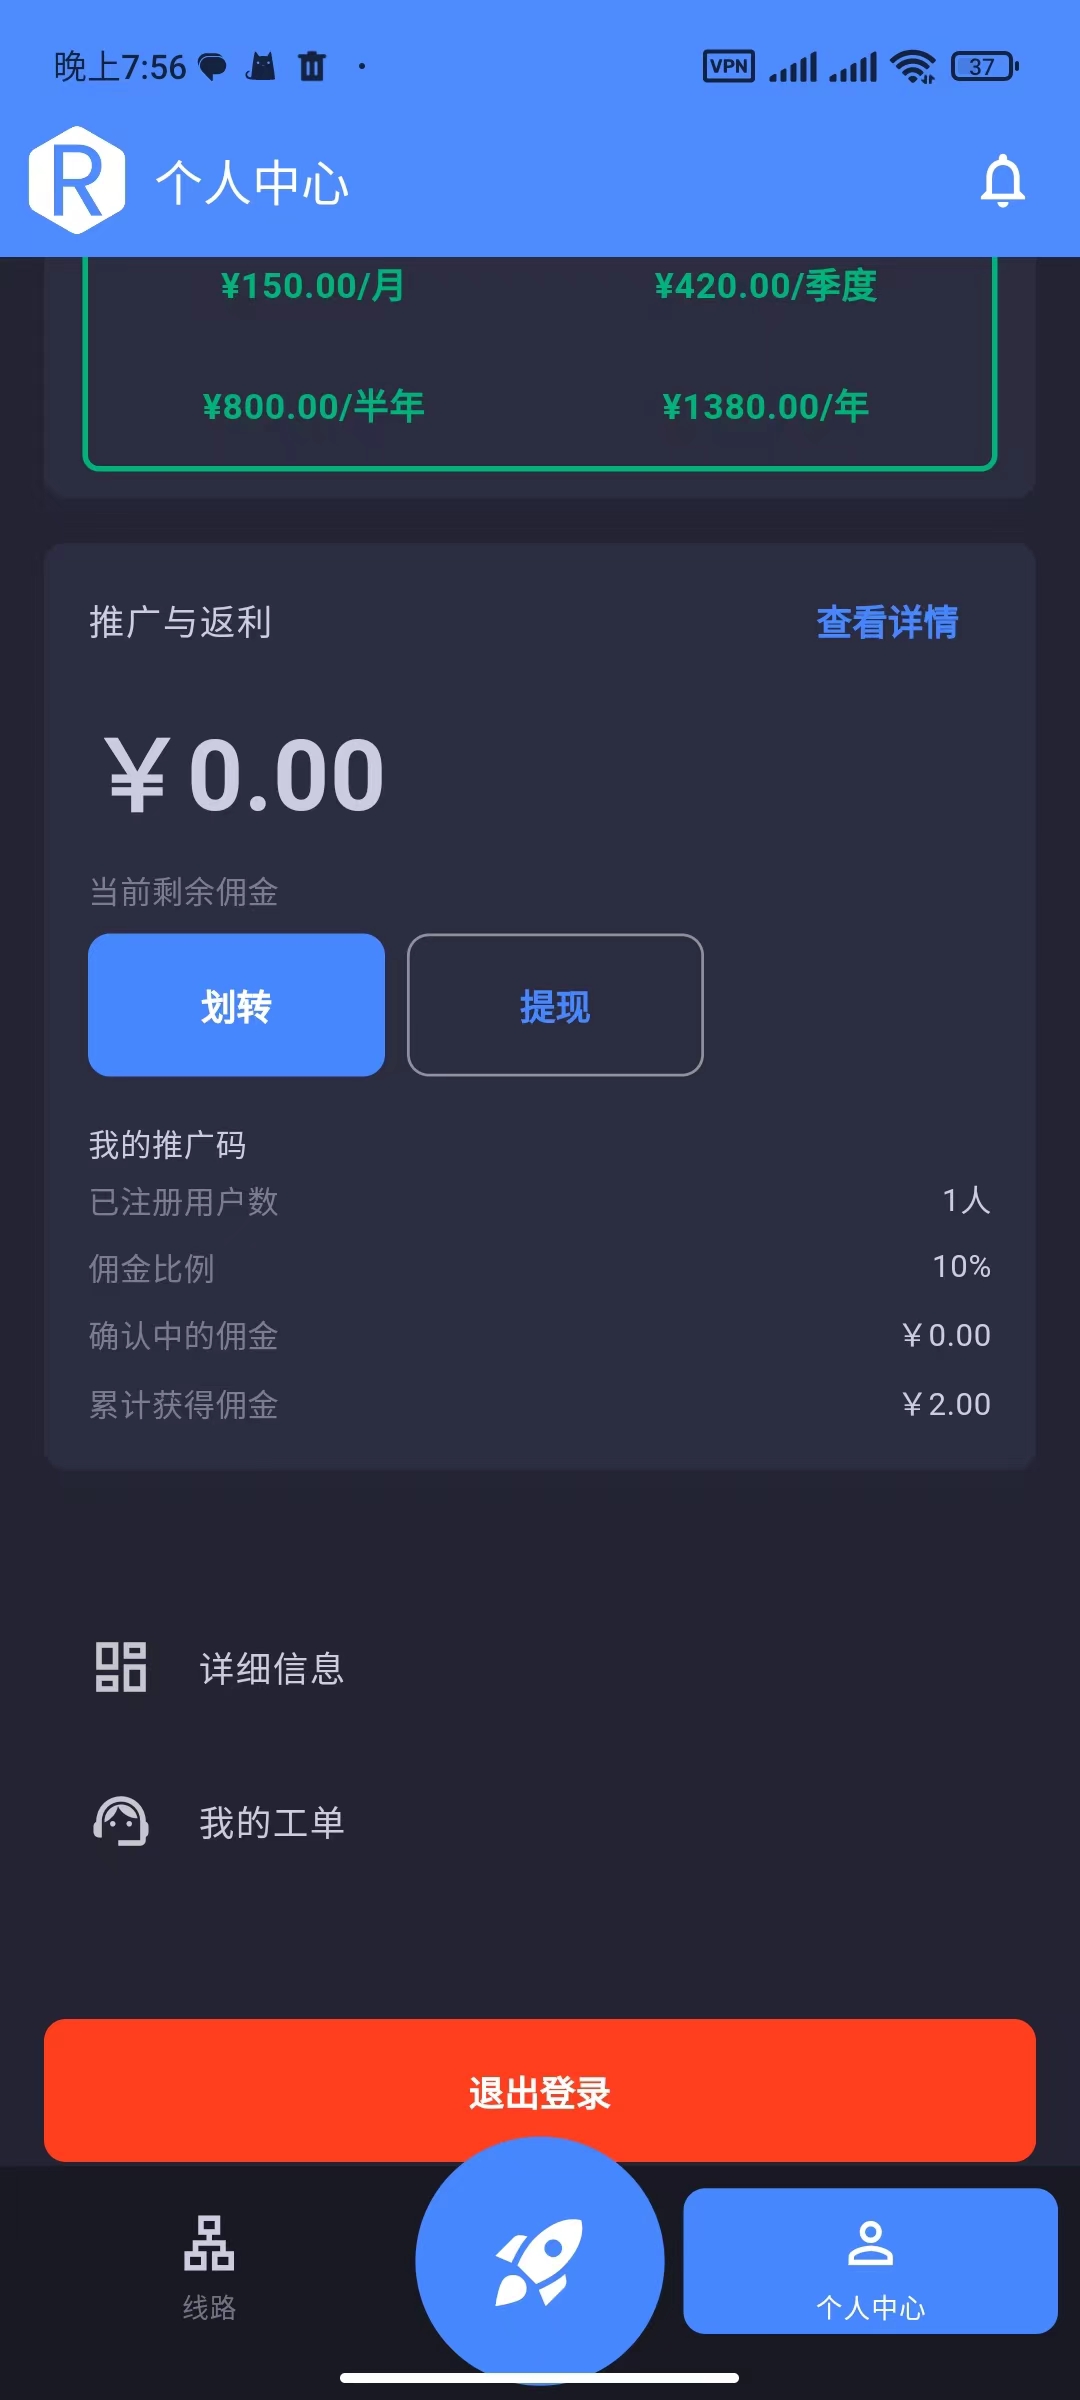 晚上7:56
VPN
37
R
个人中心
¥150.00/月
¥420.00/季度
¥800.00/半年
¥1380.00/年
推广与返利
查看详情
¥0.00
当前剩余佣金
划转
提现
我的推广码
已注册用户数
1人
佣金比例
10%
确认中的佣金
¥0.00
累计获得佣金
¥2.00
详细信息
我的工单
退出登录
线路
个人中心